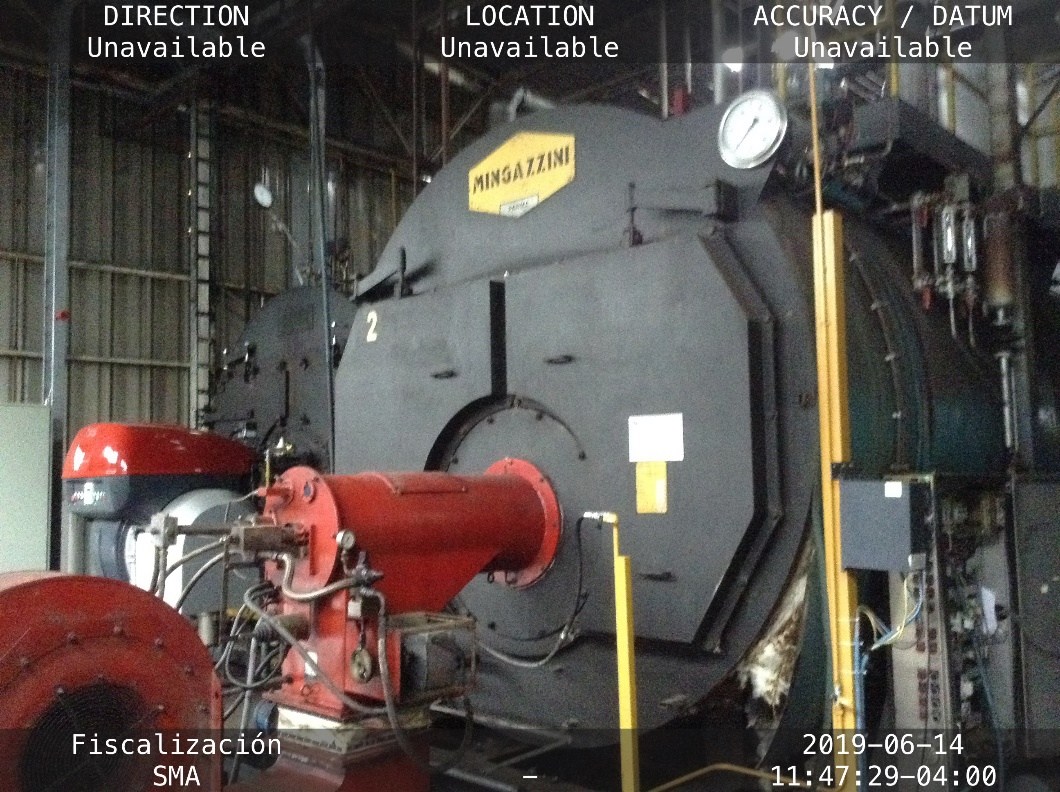 DIRECTION
Unavailable
LOCATION
Unavailable
ACCURACY / DATUM
Unavailable
MINGAZZINI
2
Fiscalización
SMA
–
2019-06-14
11:47:29-04:00